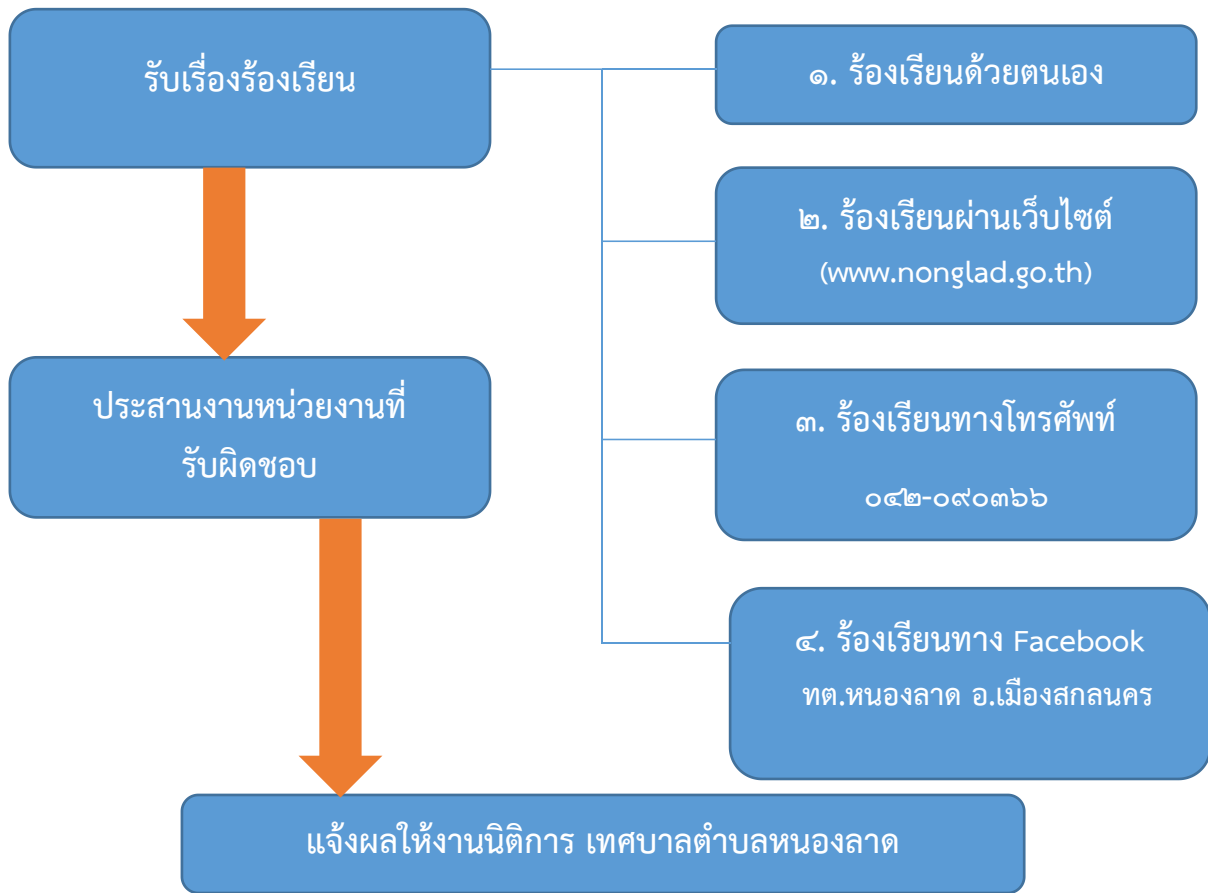 รับเรื่องร้องเรียน
๑. ร้องเรียนด้วยตนเอง
๒. ร้องเรียนผ่านเว็บไซต์
(www.nonglad.go.th)
ประสานงานหน่วยงานที่
รับผิดชอบ
๓. ร้องเรียนทางโทรศัพท์
๐๔๒-๐๙๐๓๖๖
๔. ร้องเรียนทาง Facebook
ทต.หนองลาด อ.เมืองสกลนคร
แจ้งผลให้งานนิติการ เทศบาลตำบลหนองลาด